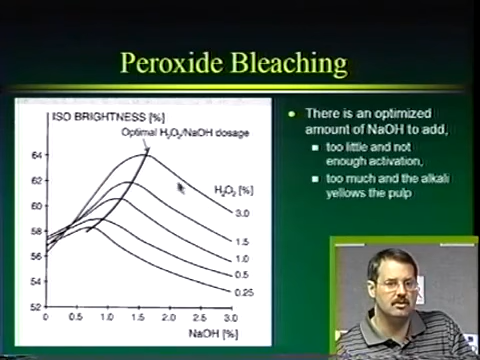 Peroxide Bleaching
ISO BRIGHTNESS [%]
Optimal H₂O₂/NaOH dosage
64
62
60
58
56
54
52
H₂O₂ [%]
3.0
1.5
1.0
0.5
0.25
0 0.5 1.0 1.5 2.0 2.5 3.0
NaOH [%]
There is an optimized
amount of NaOH to add,
too little and not
enough activation,
too much and the alkali
yellows the pulp